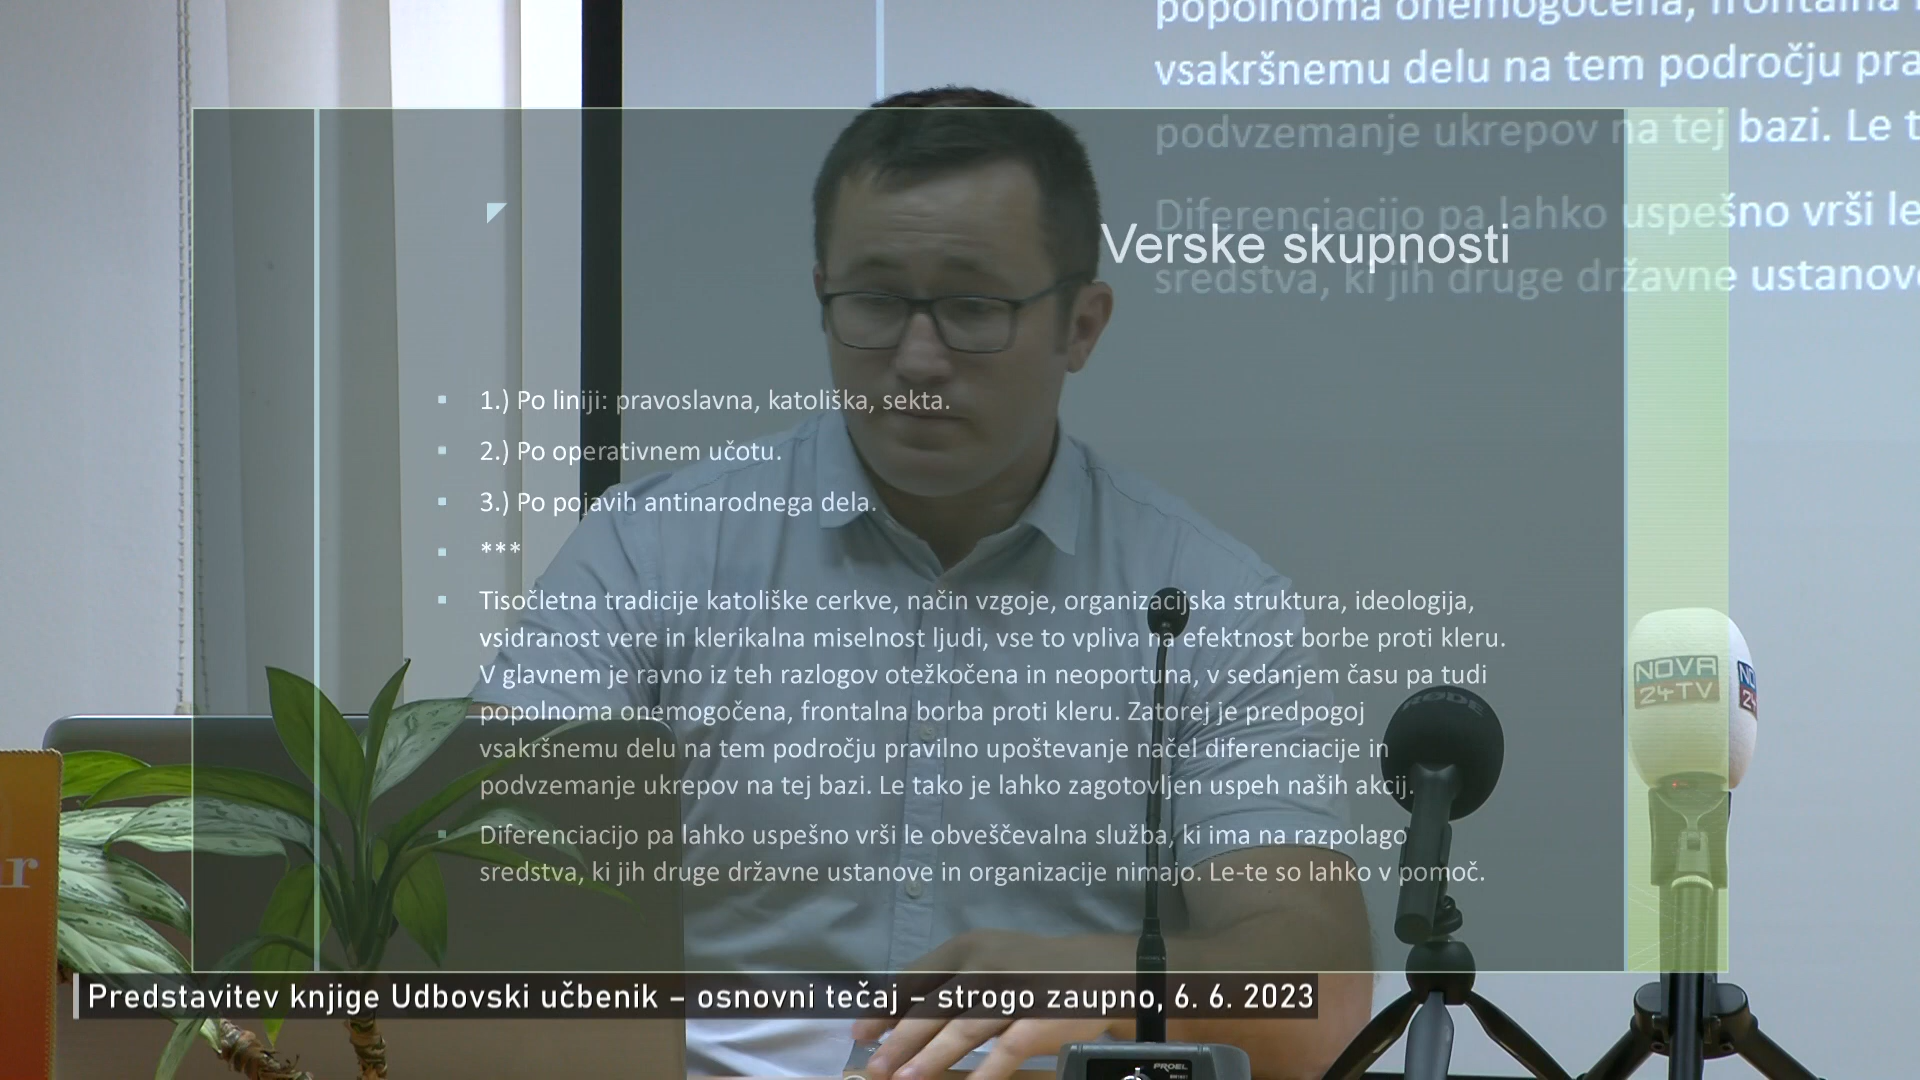 popolnoma onemogočena, frontalna
vsakršnemu delu na tem področju pra
podvzemanje ukrepov na tej bazi. Le t
Diferenciacijo pa lahko uspešno vrši le
sredstva, ki jih druge državne ustanov
Verske skupnosti
1.) Po liniji: pravoslavna, katoliška, sekta.
2.) Po operativnem učotu.
3.) Po pojavih antinarodnega dela.
***
Tisočletna tradicije katoliške cerkve, način vzgoje, organizacijska struktura, ideologija,
vsidranost vere in klerikalna miselnost ljudi, vse to vpliva na efektnost borbe proti kleru.
V glavnem je ravno iz teh razlogov otežkočena in neoportuna, v sedanjem času pa tudi
popolnoma onemogočena, frontalna borba proti kleru. Zatorej je predpogoj
vsakršnemu delu na tem področju pravilno upoštevanje načel diferenciacije in
podvzemanje ukrepov na tej bazi. Le tako je lahko zagotovljen uspeh naših akcij.
Diferenciacijo pa lahko uspešno vrši le obveščevalna služba, ki ima na razpolago
sredstva, ki jih druge državne ustanove in organizacije nimajo. Le-te so lahko v pomoč.
NOVA
24TV
RØDE
Predstavitev knjige Udbovski učbenik – osnovni tečaj – strogo zaupno, 6. 6. 2023
PROEL